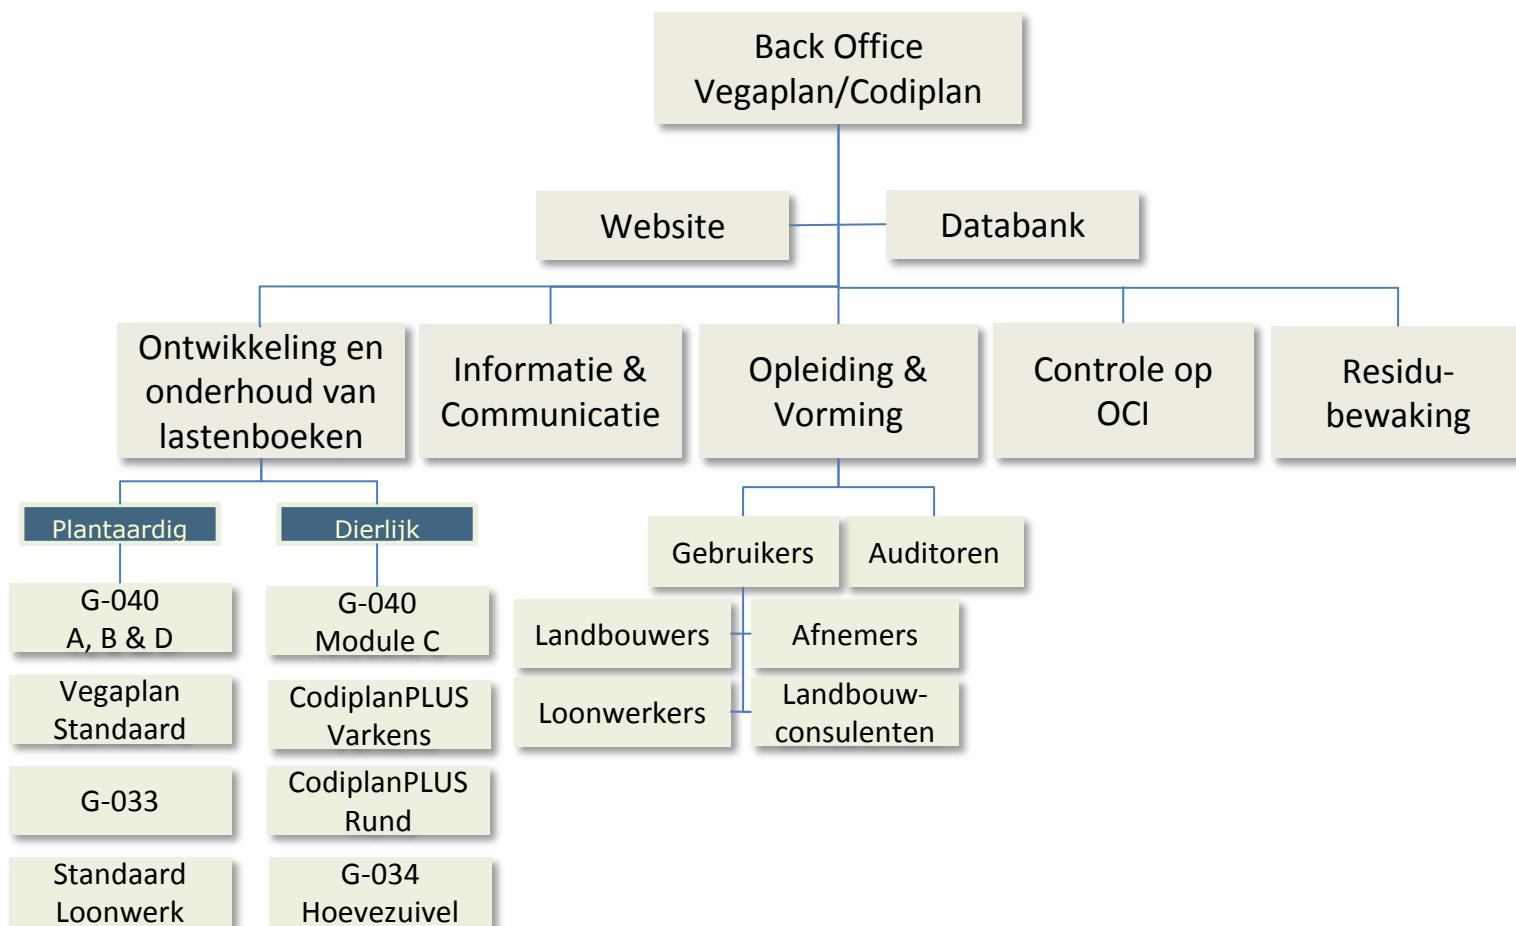 Back Office
Vegaplan/Codiplan
Website
Databank
Ontwikkeling en
onderhoud van
lastenboeken
Informatie &
Communicatie
Opleiding &
Vorming
Controle op
OCI
Residu-
bewaking
Plantaardig
Dierlijk
G-040
A, B & D
Vegaplan
Standaard
G-033
Standaard
Loonwerk
G-040
Module C
CodiplanPLUS
Varkens
CodiplanPLUS
Rund
G-034
Hoevezuivel
Gebruikers
Auditoren
Landbouwers
Afnemers
Loonwerkers
Landbouw-
consulenten